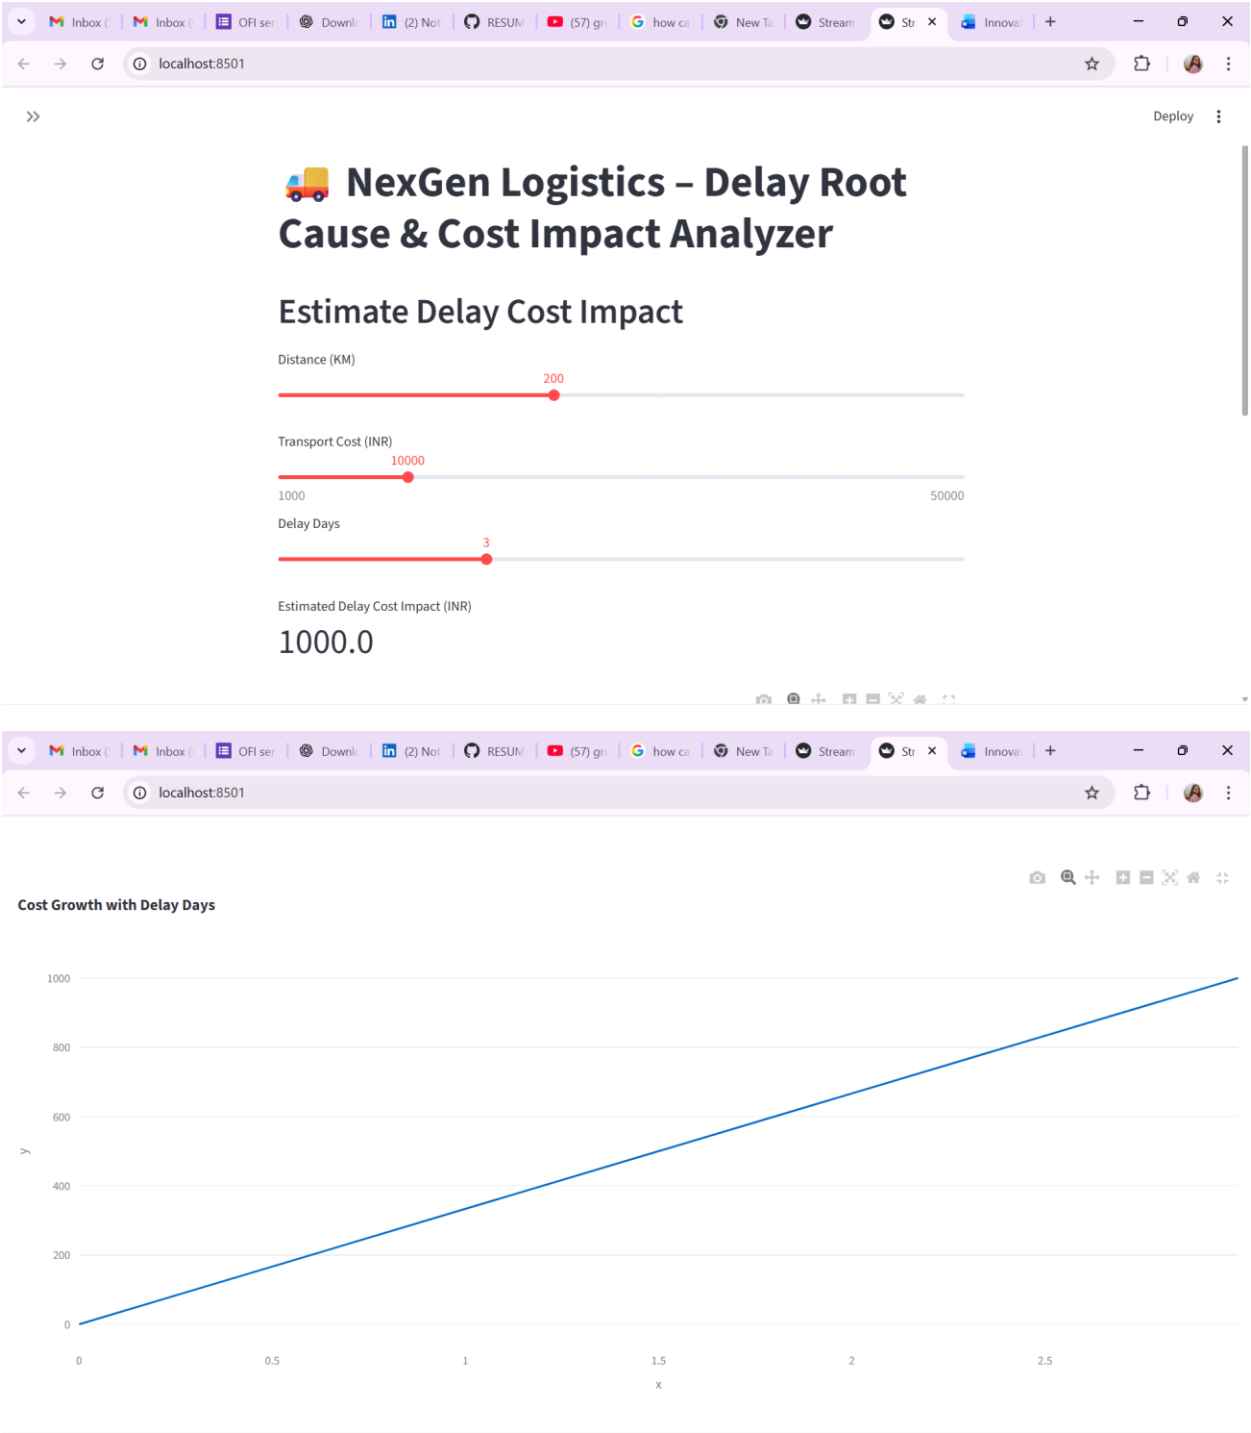 Inbox (
Inbox (
OFI ser
Downlo
(2) Not
RESUM
(57) gr
how ca
New Ta
Stream
Str
Innova
localhost:8501
Deploy
🚚 NexGen Logistics – Delay Root
Cause & Cost Impact Analyzer
Estimate Delay Cost Impact
Distance (KM)
200
Transport Cost (INR)
10000
1000 50000
Delay Days
3
Estimated Delay Cost Impact (INR)
1000.0
Inbox (
Inbox (
OFI ser
Downlo
(2) Not
RESUM
(57) gr
how ca
New Ta
Stream
Str
Innova
localhost:8501
Cost Growth with Delay Days
1000
800
600
y
400
200
0
0 0.5 1 1.5 2 2.5
x